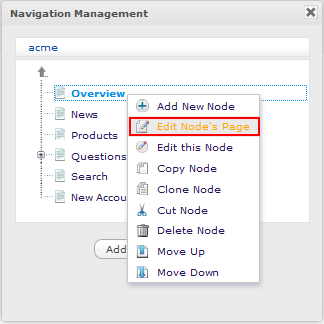 Navigation Management
acme
Overview
News
Products
Questions
Search
New Accou
Add
Add New Node
Edit Node's Page
Edit this Node
Copy Node
Clone Node
Cut Node
Delete Node
Move Up
Move Down